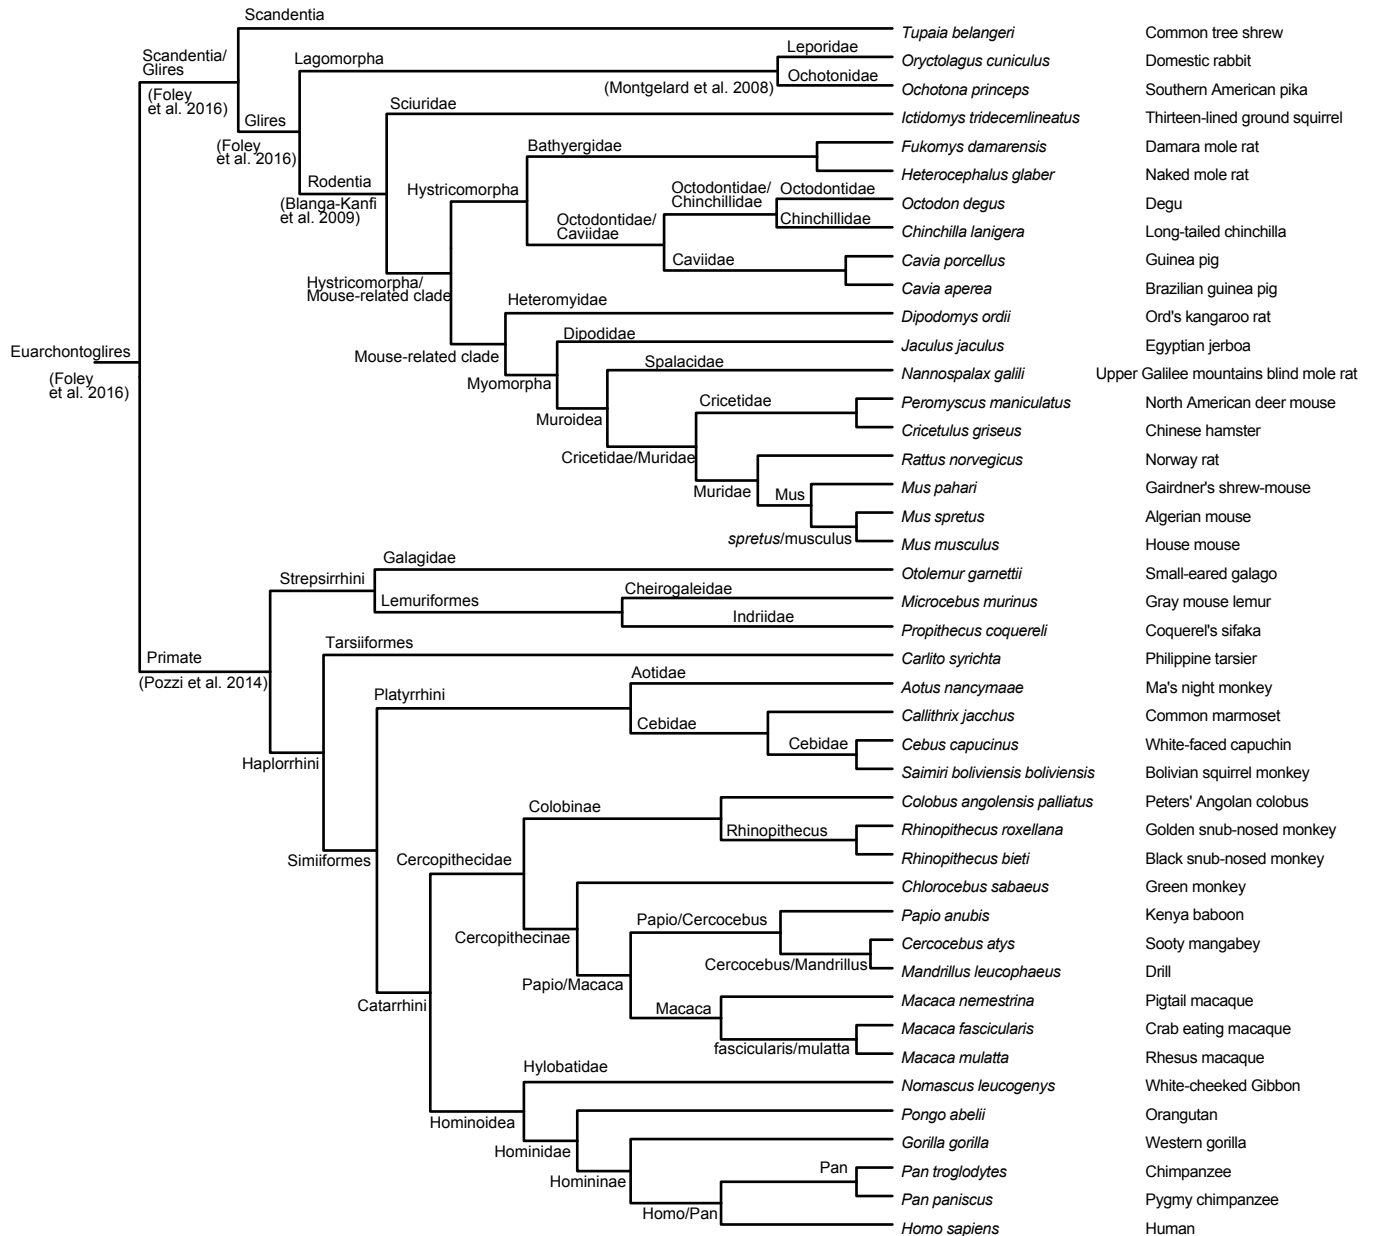 Scandentia
Tupaia belangeri Common tree shrew
Scandentia/
Glires
(Foley
et al. 2016)
Lagomorpha
Leporidae
Oryctolagus cuniculus Domestic rabbit
Ochotonidae
(Montgelard et al. 2008)
Ochotona princeps Southern American pika
Glires
(Foley
et al. 2016)
Sciuridae
Ictidomys tridecemlineatus Thirteen-lined ground squirrel
Rodentia
(Blanga-Kanfi
et al. 2009)
Bathyergidae
Fukomys damarensis Damara mole rat
Heterocephalus glaber Naked mole rat
Hystricomorpha
Octodontidae/
Chinchillidae
Octodontidae
Octodon degus Degu
Octodontidae/
Caviidae
Chinchillidae
Chinchilla lanigera Long-tailed chinchilla
Caviidae
Cavia porcellus Guinea pig
Cavia aperea Brazilian guinea pig
Hystricomorpha/
Mouse-related clade
Heteromyidae
Dipodomys ordii Ord's kangaroo rat
Mouse-related clade
Dipodidae
Jaculus jaculus Egyptian jerboa
Myomorpha
Spalacidae
Nannospalax galili Upper Galilee mountains blind mole rat
Muroidea
Cricetidae
Peromyscus maniculatus North American deer mouse
Cricetulus griseus Chinese hamster
Cricetidae/Muridae
Rattus norvegicus Norway rat
Muridae
Mus
Mus pahari Gairdner's shrew-mouse
Mus spretus Algerian mouse
spretus/musculus
Mus musculus House mouse
Euarchontoglires
(Foley
et al. 2016)
Galagidae
Otolemur garnettii Small-eared galago
Strepsirrhini
Lemuriformes
Cheirogaleidae
Microcebus murinus Gray mouse lemur
Indriidae
Propithecus coquereli Coquerel's sifaka
Primate
(Pozzi et al. 2014)
Tarsiiformes
Carlito syrichta Philippine tarsier
Haplorrhini
Platyrrhini
Aotidae
Aotus nancymaae Ma's night monkey
Cebidae
Callithrix jacchus Common marmoset
Cebidae
Cebus capucinus White-faced capuchin
Saimiri boliviensis boliviensis Bolivian squirrel monkey
Simiiformes
Colobinae
Colobus angolensis palliatus Peters' Angolan colobus
Rhinopithecus
Rhinopithecus roxellana Golden snub-nosed monkey
Rhinopithecus bieti Black snub-nosed monkey
Cercopithecidae
Chlorocebus sabaeus Green monkey
Cercopithecinae
Papio/Cercocebus
Papio anubis Kenya baboon
Cercocebus atys Sooty mangabey
Cercocebus/Mandrillus
Mandrillus leucophaeus Drill
Papio/Macaca
Macaca
Macaca nemestrina Pigtail macaque
Macaca fascicularis Crab eating macaque
fascicularis/mulatta
Macaca mulatta Rhesus macaque
Catarrhini
Hylobatidae
Nomascus leucogenys White-cheeked Gibbon
Hominoidea
Pongo abelii Orangutan
Hominidae
Gorilla gorilla Western gorilla
Homininae
Pan
Pan troglodytes Chimpanzee
Pan paniscus Pygmy chimpanzee
Homo/Pan
Homo sapiens Human